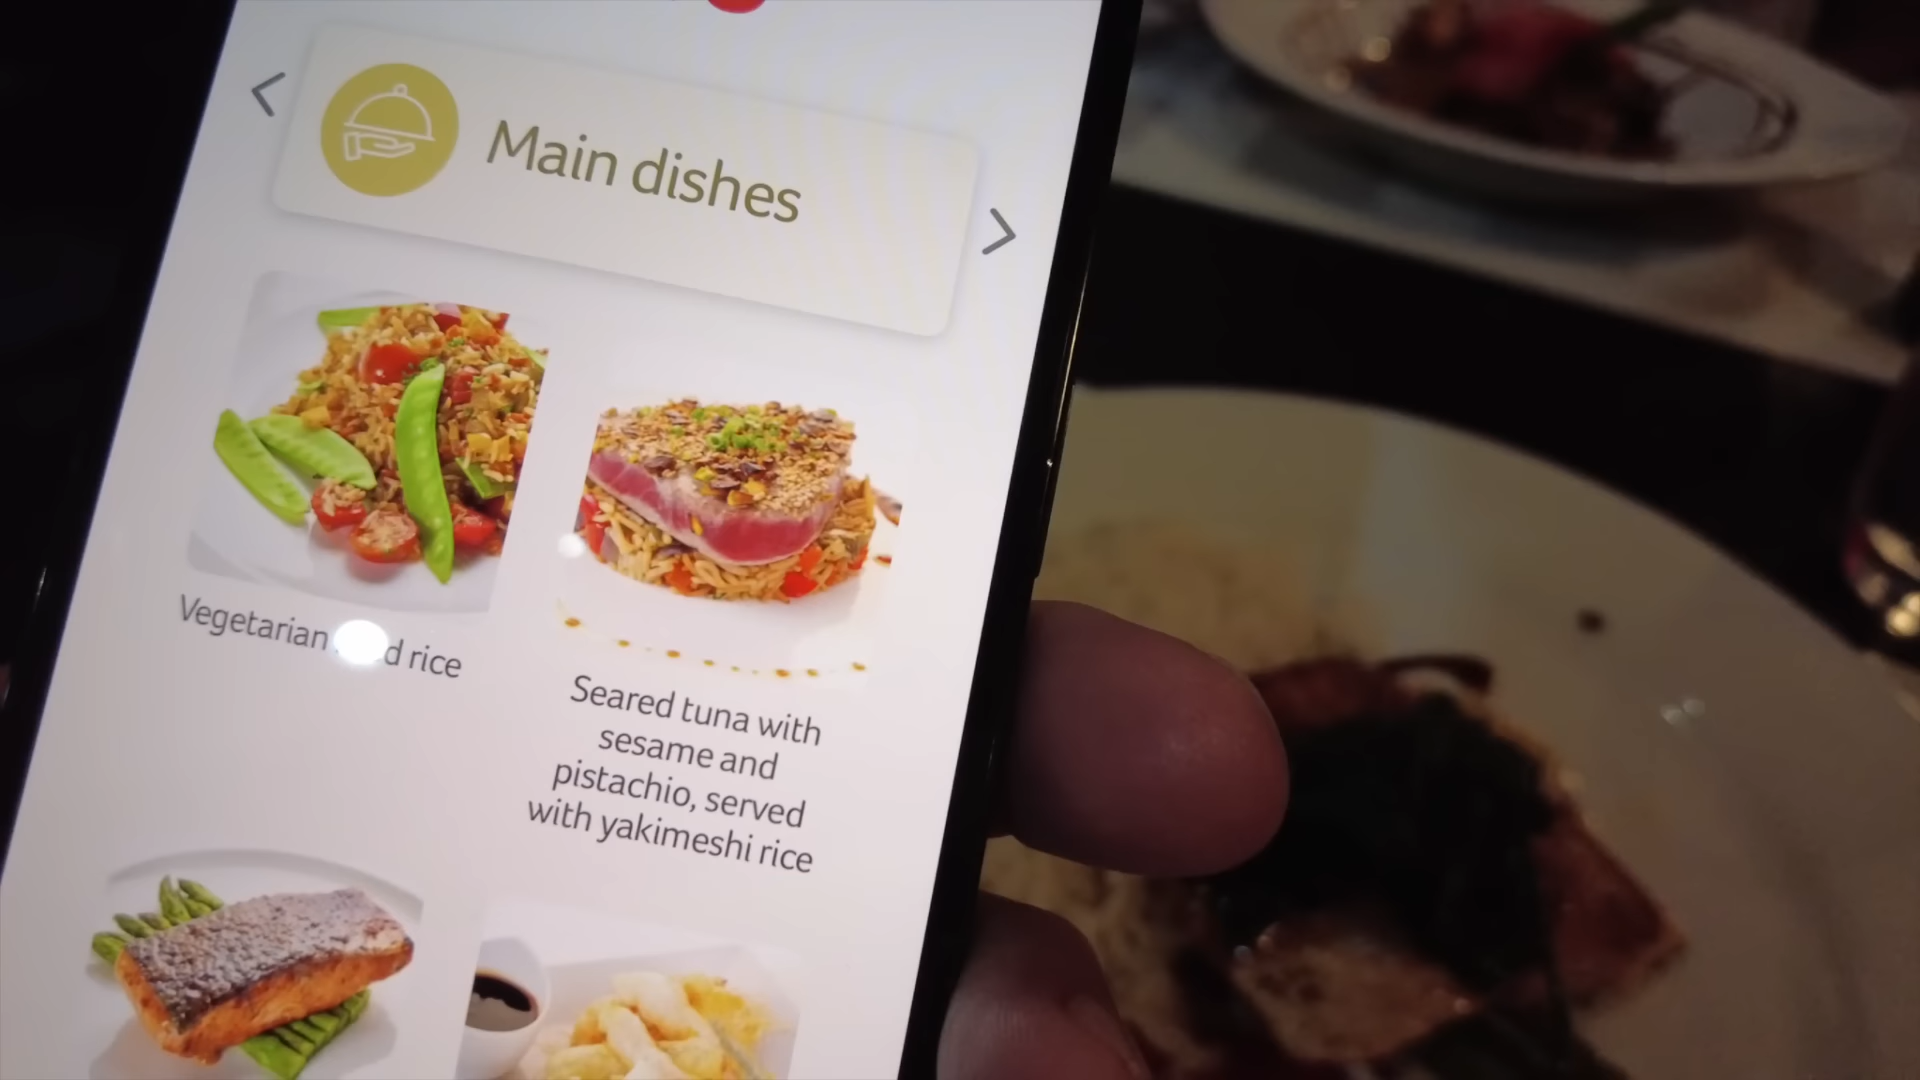 Main dishes
Vegetarian rice
Seared tuna with
sesame and
pistachio, served
with yakimeshi rice